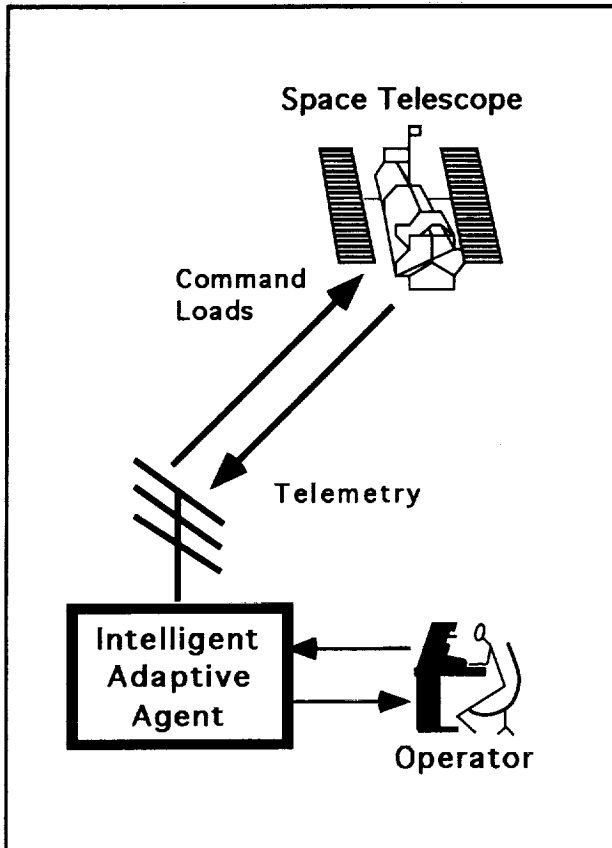 Space Telescope
Command
Loads
Telemetry
Intelligent
Adaptive
Agent
Operator